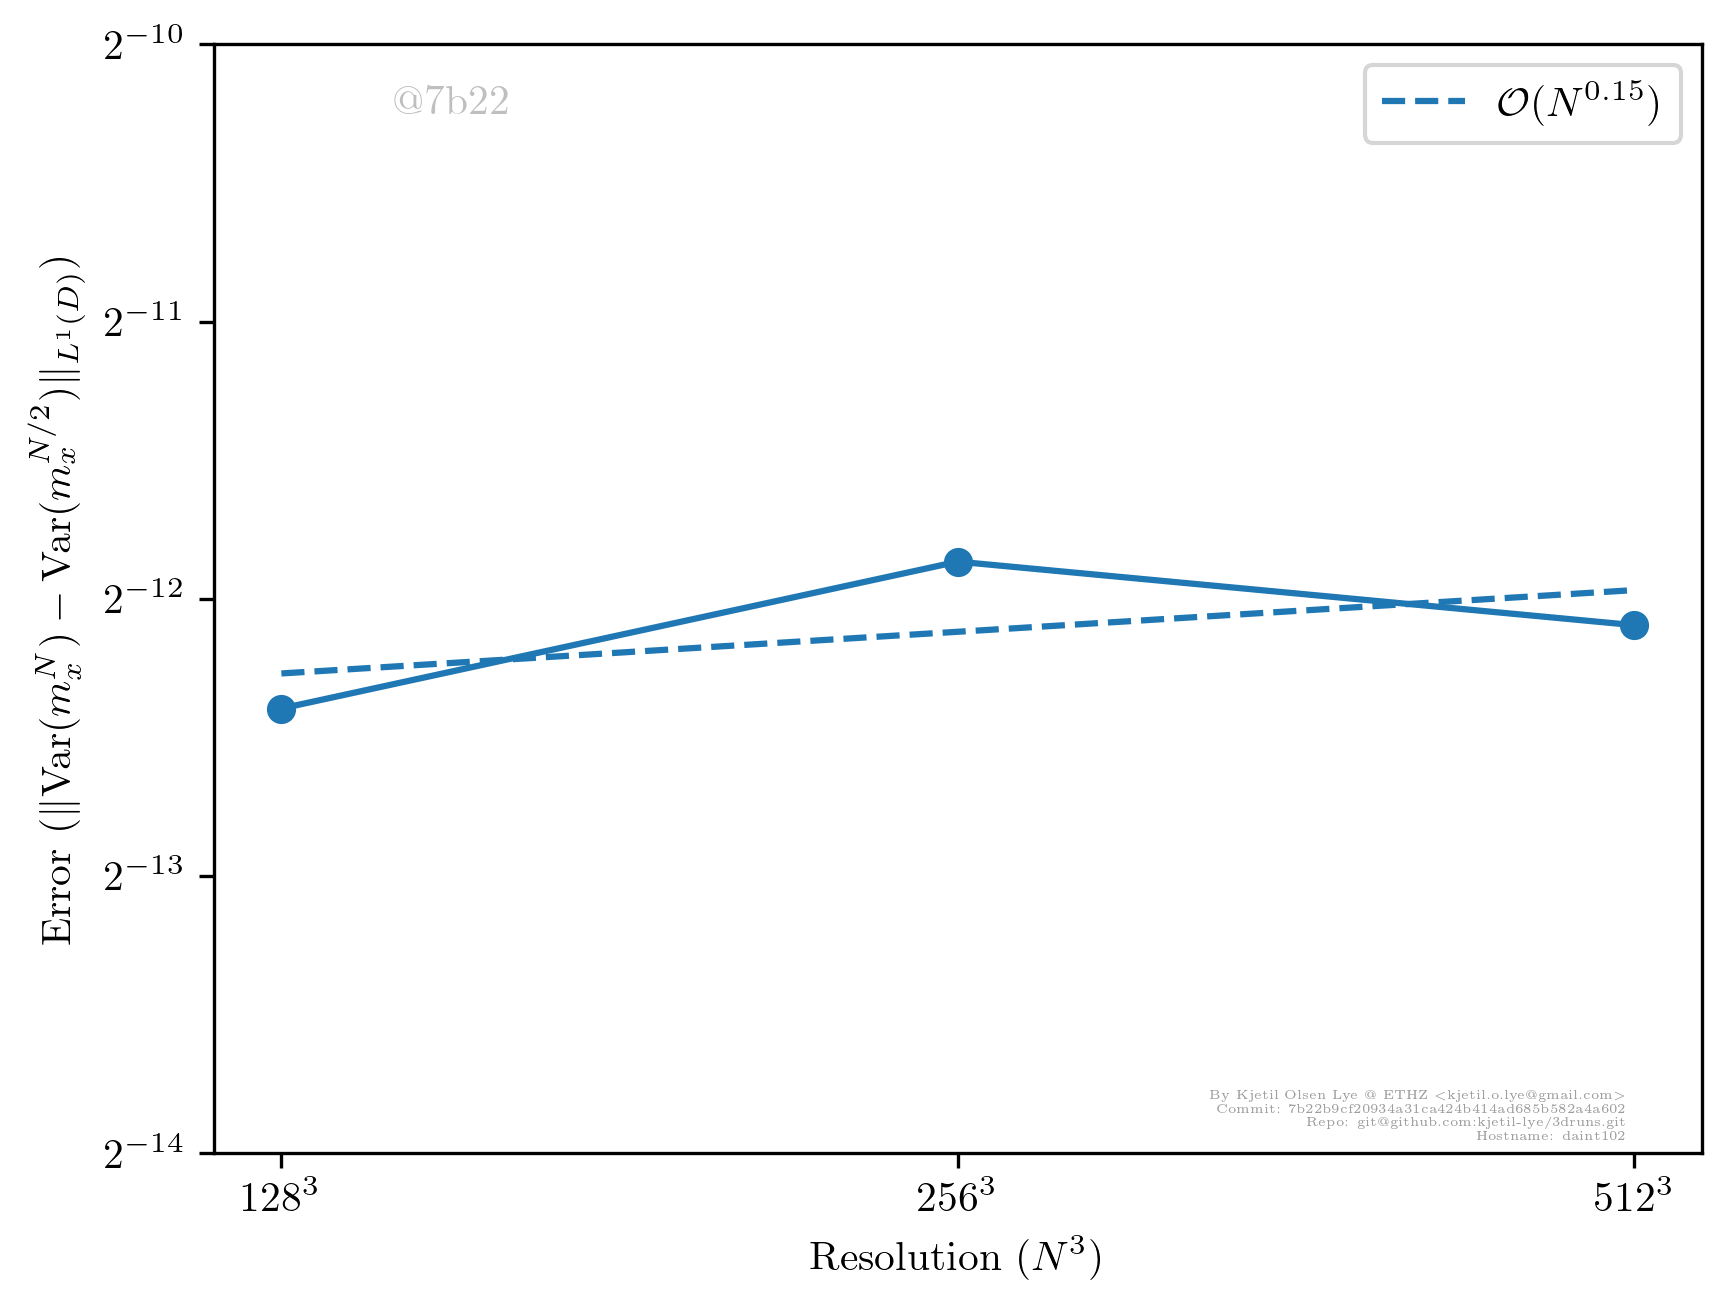 @7b22
𝒪(N^0.15)
2^−10
2^−11
2^−12
2^−13
2^−14
Error (||Var(m_x^N) − Var(m_x^{N/2})||_{L^1(D)})
By Kjetil Olsen Lye @ ETHZ <kjetil.o.lye@gmail.com>
Commit: 7b22b9cf20934a31ca424b414ad685b582a4a602
Repo: git@github.com:kjetil-lye/3druns.git
Hostname: daint102
128^3 256^3 512^3
Resolution (N^3)